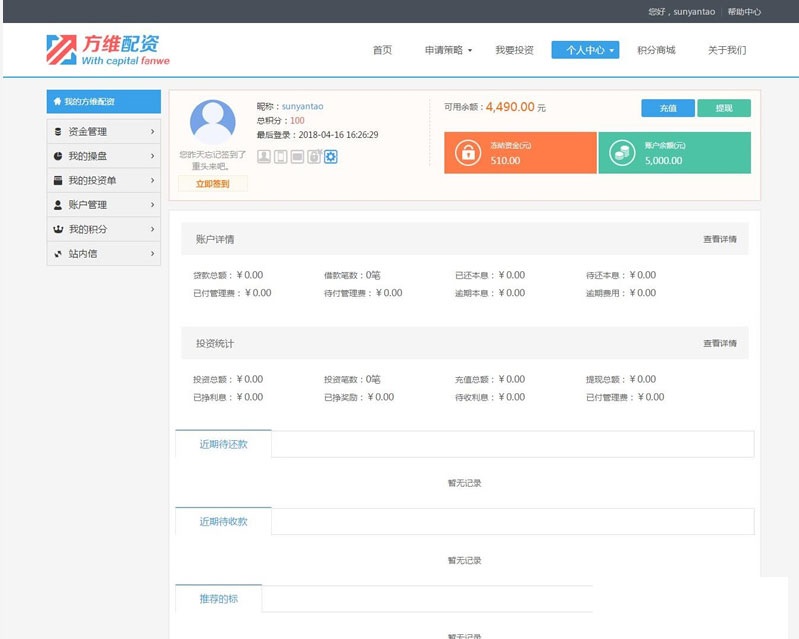 您好，sunyantao 帮助中心
方维配资
With capital fanwe
首页 申请策略 我要投资 个人中心 积分商城 关于我们
我的方维配资
资金管理
我的操盘
我的投资单
账户管理
我的积分
站内信
昵称：sunyantao
总积分：100
最后登录：2018-04-16 16:26:29
您昨天忘记签到了
重头来吧。
立即签到
可用余额：4,490.00 元
充值 提现
冻结资金(元)
510.00
账户余额(元)
5,000.00
账户详情 查看详情
贷款总额：￥0.00 借款笔数：0笔 已还本息：￥0.00 待还本息：￥0.00
已付管理费：￥0.00 待付管理费：￥0.00 逾期本息：￥0.00 逾期费用：￥0.00
投资统计 查看详情
投资总额：￥0.00 投资笔数：0笔 充值总额：￥0.00 提现总额：￥0.00
已挣利息：￥0.00 已挣奖励：￥0.00 待收利息：￥0.00 已付管理费：￥0.00
近期待还款
暂无记录
近期待收款
暂无记录
推荐的标
暂无记录